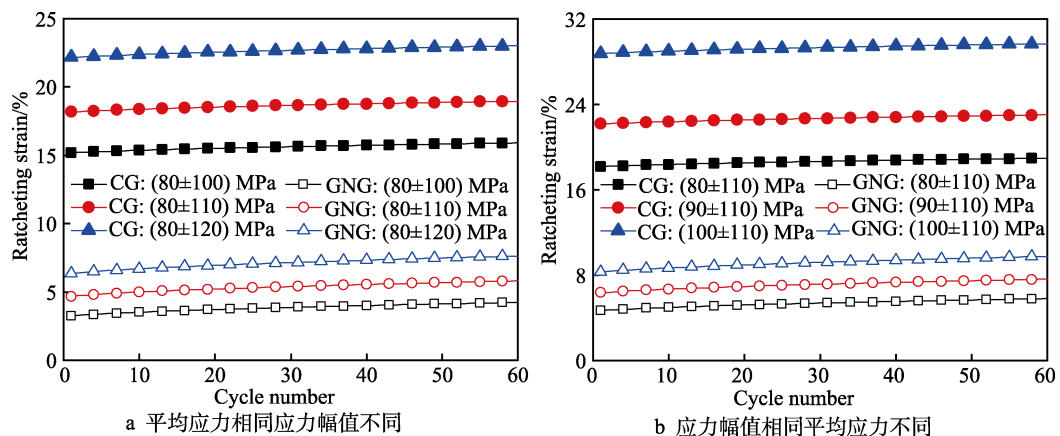 25
20
15
10
5
0
Ratcheting strain/%
CG: (80±100) MPa
CG: (80±110) MPa
CG: (80±120) MPa
GNG: (80±100) MPa
GNG: (80±110) MPa
GNG: (80±120) MPa
0 10 20 30 40 50 60
Cycle number
a 平均应力相同应力幅值不同
32
24
16
8
0
Ratcheting strain/%
CG: (80±110) MPa
CG: (90±110) MPa
CG: (100±110) MPa
GNG: (80±110) MPa
GNG: (90±110) MPa
GNG: (100±110) MPa
0 10 20 30 40 50 60
Cycle number
b 应力幅值相同平均应力不同